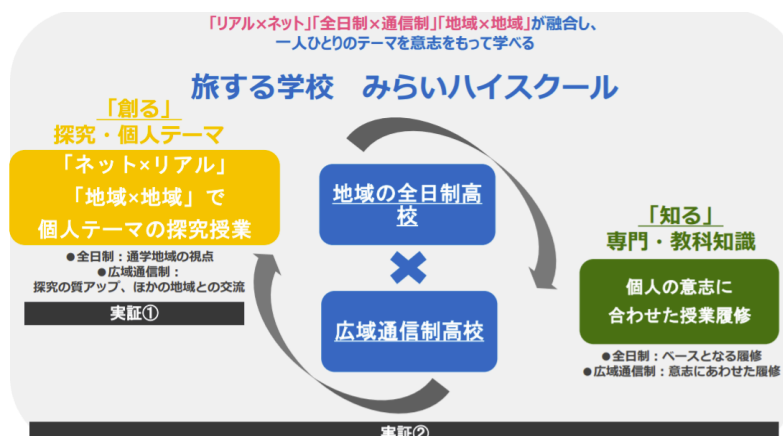 「リアル×ネット」「全日制×通信制」「地域×地域」が融合し、
一人ひとりのテーマを意志をもって学べる
旅する学校　みらいハイスクール
「創る」
探究・個人テーマ
「ネット×リアル」
「地域×地域」で
個人テーマの探究授業
●全日制：通学地域の視点
●広域通信制：
探究の質アップ、ほかの地域との交流
実証①
地域の全日制高
校
×
広域通信制高校
「知る」
専門・教科知識
個人の意志に
合わせた授業履修
●全日制：ベースとなる履修
●広域通信制：意志にあわせた履修
実証②